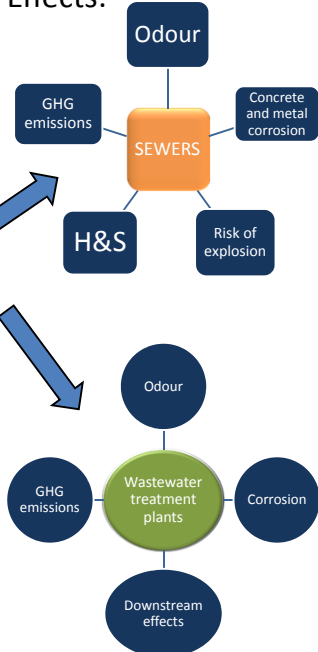 Effects:
Odour
GHG
emissions
Concrete
and metal
corrosion
SEWERS
H&S
Risk of
explosion
Odour
GHG
emissions
Wastewater
treatment
plants
Corrosion
Downstream
effects